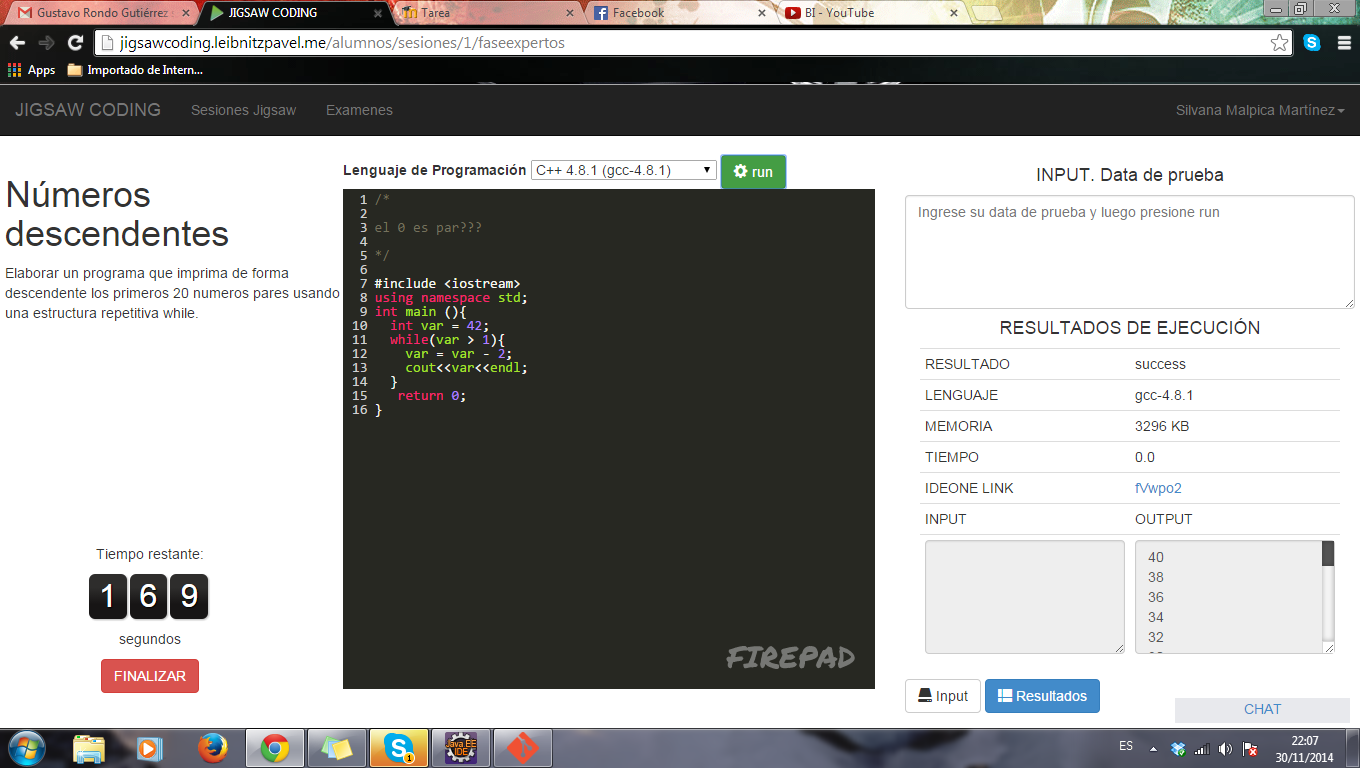 Gustavo Rondo Gutiérrez
JIGSAW CODING
Tarea
Facebook
BI - YouTube
jigsawcoding.leibnitzpavel.me/alumnos/sesiones/1/faseexpertos
Apps
Importado de Intern...
JIGSAW CODING
Sesiones Jigsaw
Examenes
Silvana Malpica Martínez
Números
descendentes
Elaborar un programa que imprima de forma
descendente los primeros 20 numeros pares usando
una estructura repetitiva while.
Tiempo restante:
1 6 9
segundos
FINALIZAR
Lenguaje de Programación C++ 4.8.1 (gcc-4.8.1) run
1 /*
2
3 el 0 es par???
4
5 */
6
7 #include <iostream>
8 using namespace std;
9 int main (){
10 int var = 42;
11 while(var > 1){
12 var = var - 2;
13 cout<<var<<endl;
14 }
15 return 0;
16 }
FIREPAD
INPUT. Data de prueba
Ingrese su data de prueba y luego presione run
RESULTADOS DE EJECUCIÓN
RESULTADO success
LENGUAJE gcc-4.8.1
MEMORIA 3296 KB
TIEMPO 0.0
IDEONE LINK fVwpo2
INPUT OUTPUT
40
38
36
34
32
Input
Resultados
CHAT
Java EE
IDE
1
ES
22:07
30/11/2014